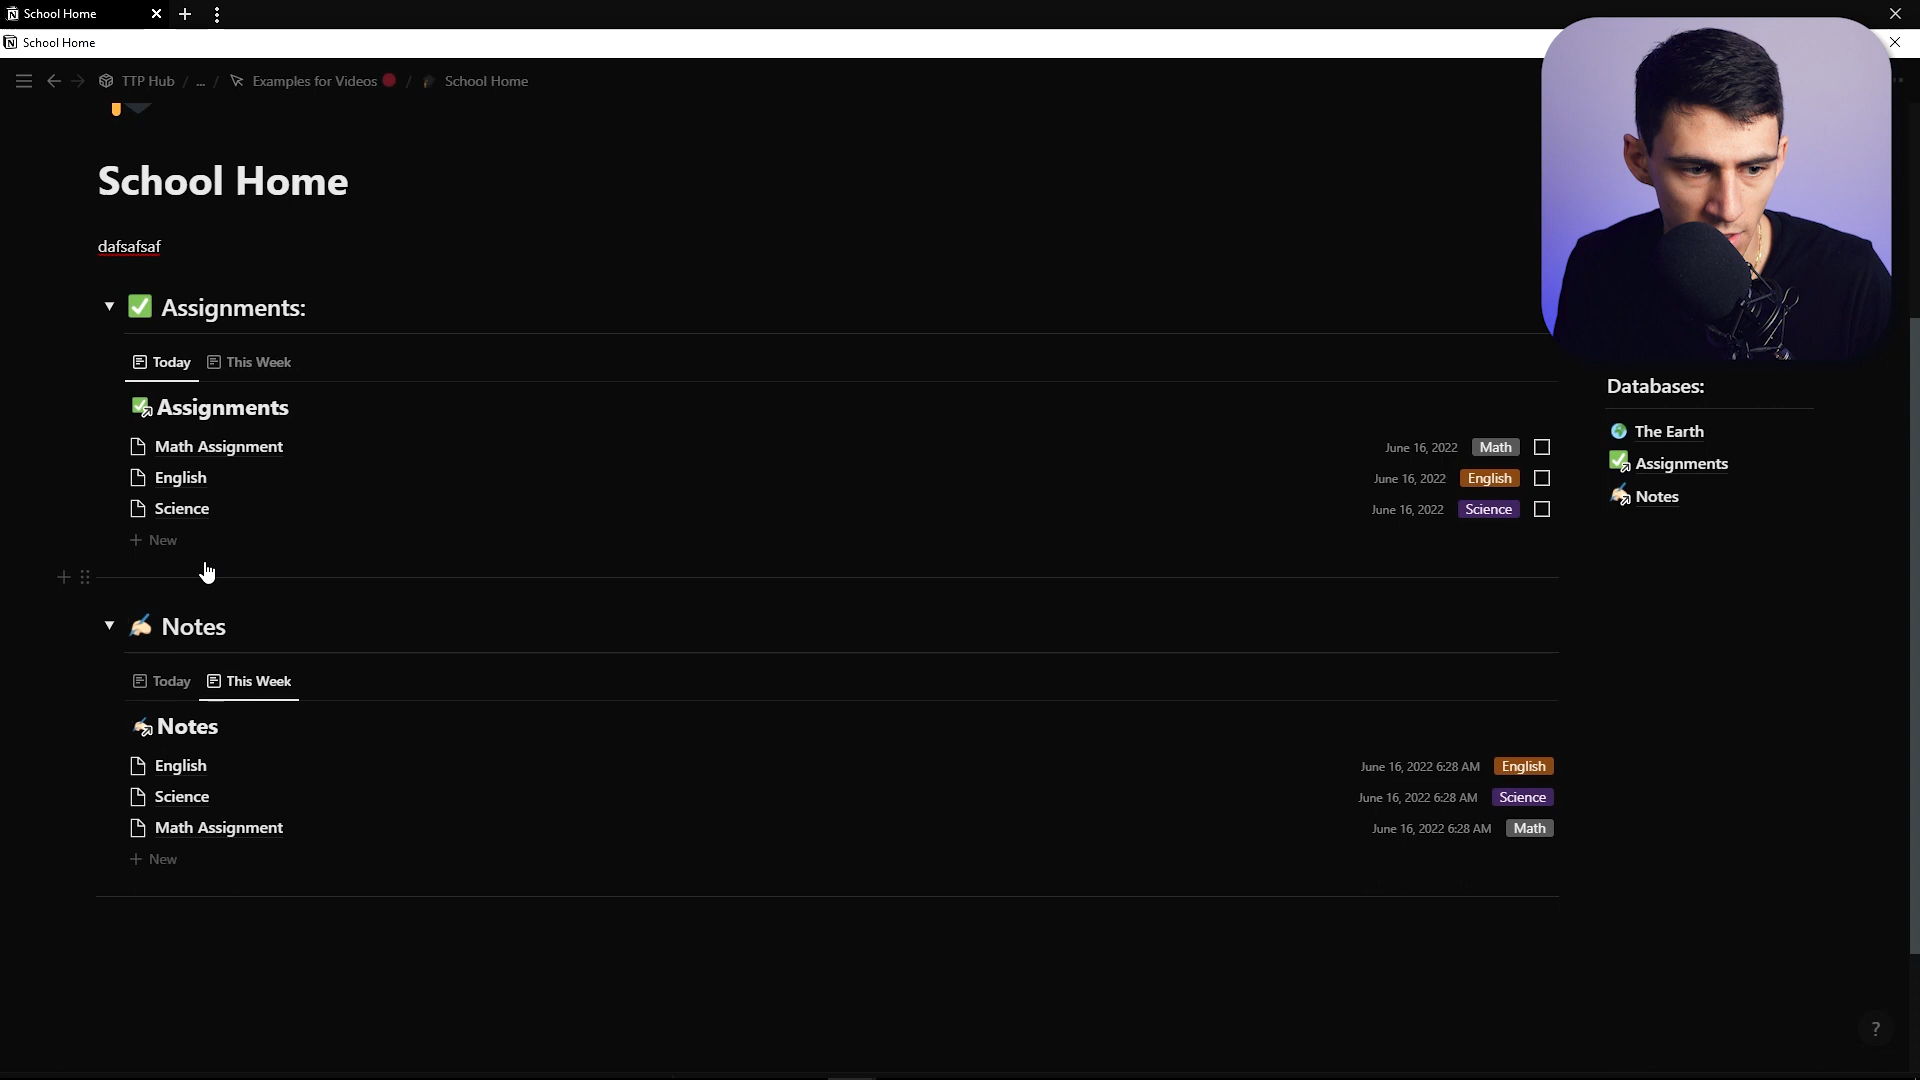 School Home
School Home
TTP Hub / ... / Examples for Videos / School Home
School Home
dafsafsaf
Assignments:
Today This Week
Assignments
Math Assignment June 16, 2022 Math
English June 16, 2022 English
Science June 16, 2022 Science
+ New
Notes
Today This Week
Notes
English June 16, 2022 6:28 AM English
Science June 16, 2022 6:28 AM Science
Math Assignment June 16, 2022 6:28 AM Math
+ New
Databases:
The Earth
Assignments
Notes
?